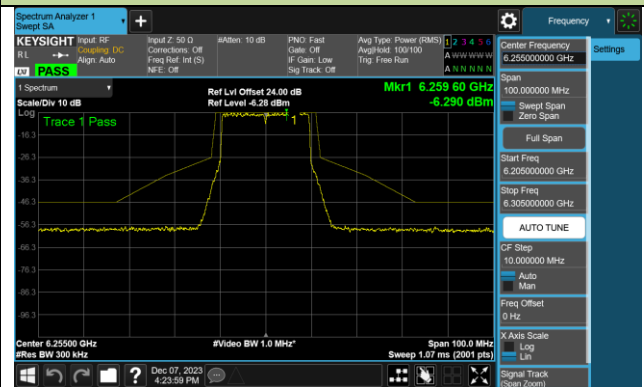 Spectrum Analyzer 1
Swept SA
Frequency
KEYSIGHT
Input: RF
Coupling: DC
Align: Auto
Input Z: 50 Ω
Corrections: Off
Freq Ref: Int (S)
NFE: Off
#Atten: 10 dB
PNO: Fast
Gate: Off
IF Gain: Low
Sig Track: Off
Avg Type: Power (RMS)
Avg|Hold: 100/100
Trig: Free Run
1 2 3 4 5 6
A W W W W W
A N N N N N
R L
LXI
PASS
1 Spectrum
Scale/Div 10 dB
Ref Lvl Offset 24.00 dB
Ref Level -6.28 dBm
Mkr1 6.259 60 GHz
-6.290 dBm
Log
Trace 1 Pass
1
-16.3
-26.3
-36.3
-46.3
-56.3
-66.3
-76.3
-86.3
-96.3
Center 6.25500 GHz
#Res BW 300 kHz
#Video BW 1.0 MHz*
Span 100.0 MHz
Sweep 1.07 ms (2001 pts)
?
Dec 07, 2023
4:23:59 PM
Center Frequency
6.255000000 GHz
Settings
Span
100.000000 MHz
Swept Span
Zero Span
Full Span
Start Freq
6.205000000 GHz
Stop Freq
6.305000000 GHz
AUTO TUNE
CF Step
10.000000 MHz
Auto
Man
Freq Offset
0 Hz
X Axis Scale
Log
Lin
Signal Track
(Span Zoom)